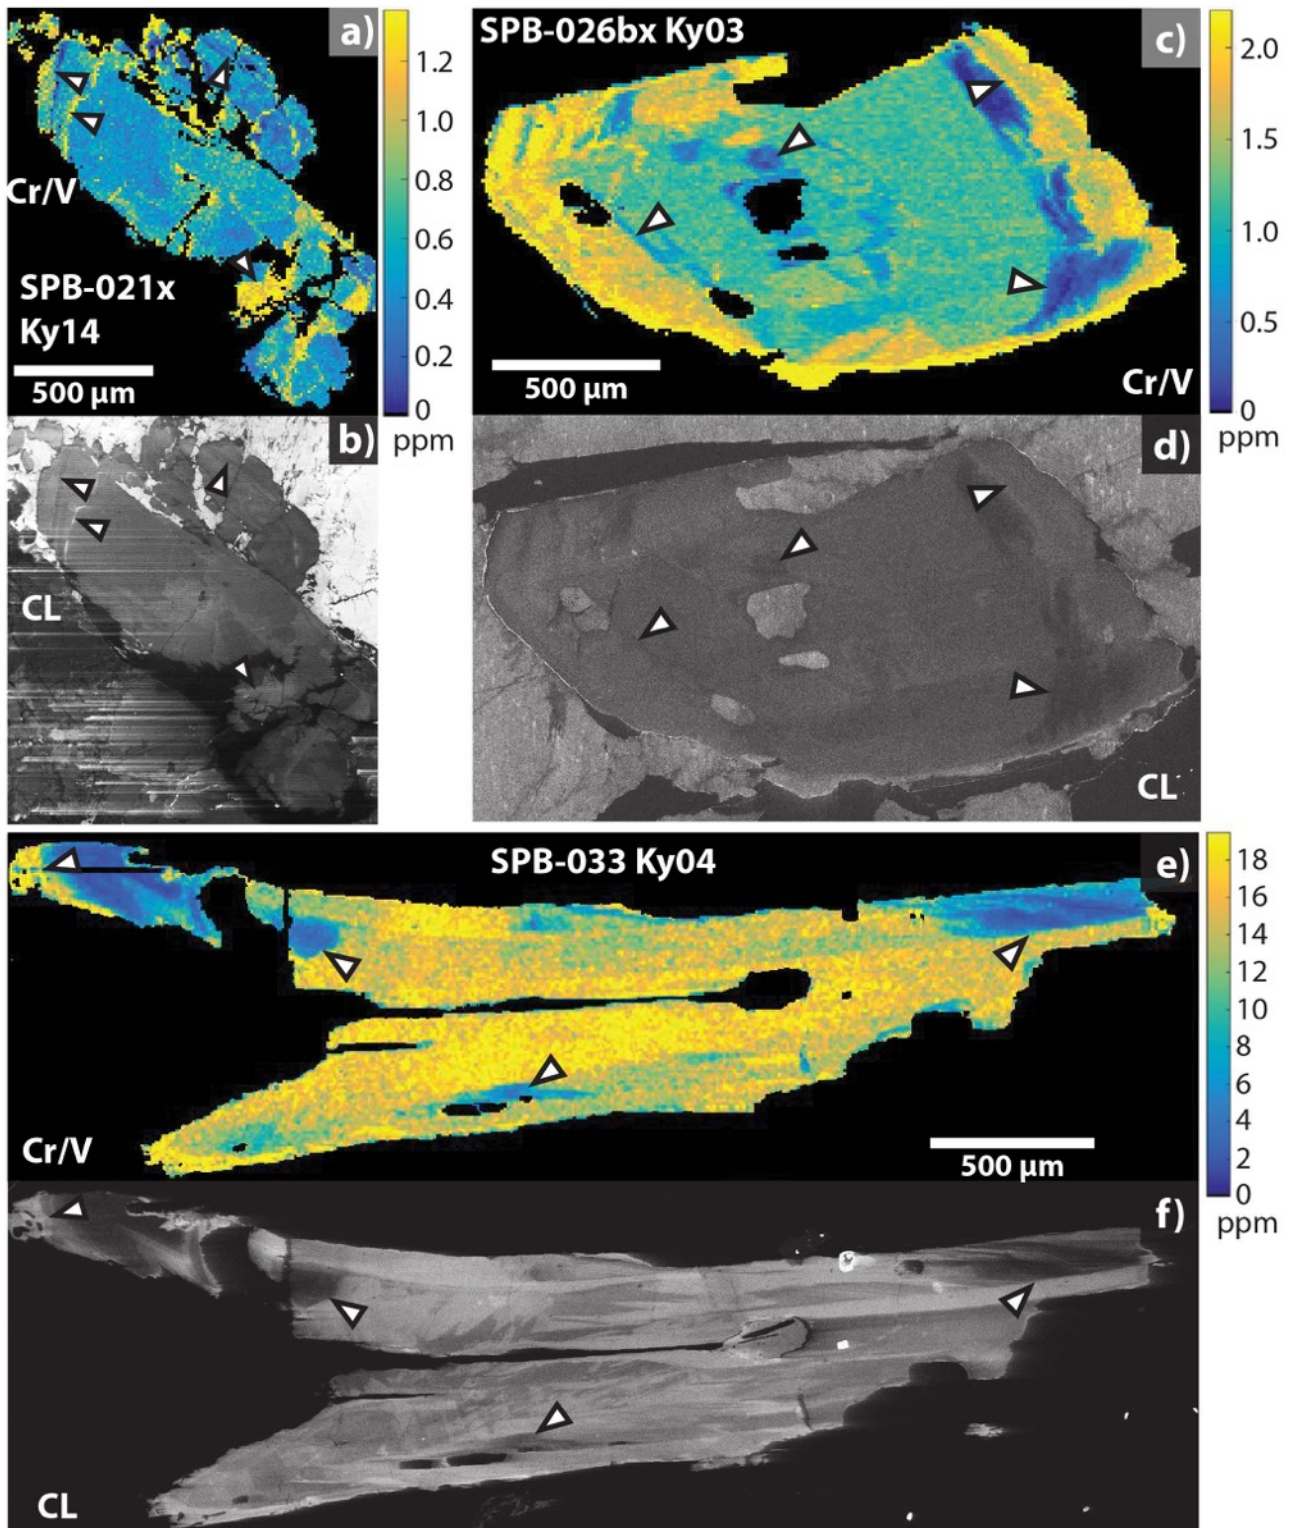 a)
Cr/V
SPB-021x
Ky14
500 µm
1.2
1.0
0.8
0.6
0.4
0.2
0
ppm
b)
CL
SPB-026bx Ky03
c)
500 µm
Cr/V
2.0
1.5
1.0
0.5
0
ppm
d)
CL
SPB-033 Ky04
e)
Cr/V
500 µm
18
16
14
12
10
8
6
4
2
0
ppm
f)
CL